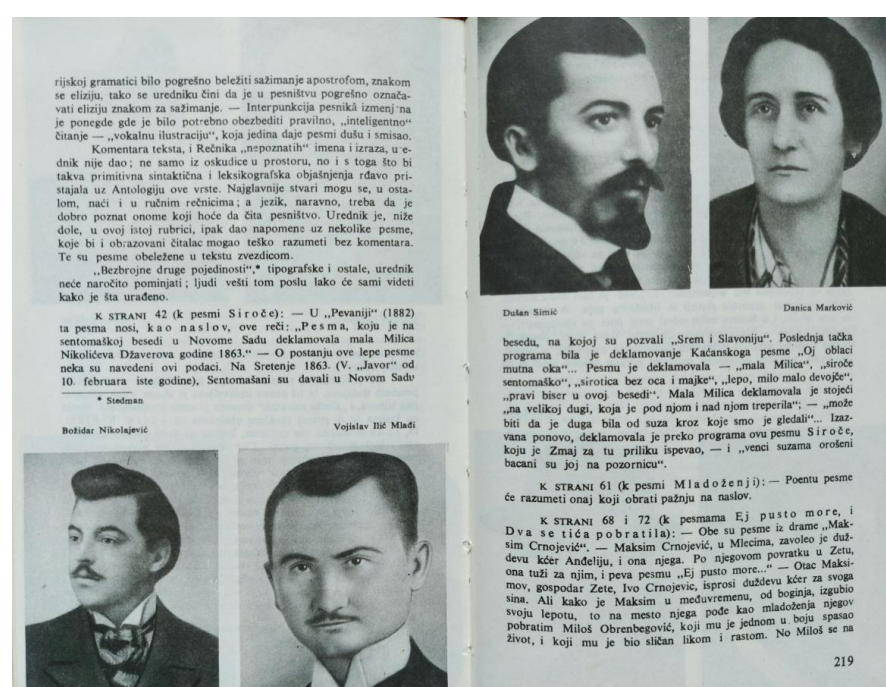 rijskoj gramatici bilo pogrešno beležiti sažimanje apostrofom, znakom
se eliziju, tako se uredniku čini da je u pesništvu pogrešno označa-
vati eliziju znakom za sažimanje. — Interpunkcija pesnikâ izmenj na
je ponegde gde je bilo potrebno obezbediti pravilno, „inteligentno“
čitanje — „vokalnu ilustraciju“, koja jedina daje pesmi dušu i smisao.
Komentara teksta, i Rečnika „nepoznatih“ imena i izraza, u ednik nije dao; ne samo iz oskudice u prostoru, no i s toga što bi
takva primitivna sintaktična i leksikografska objašnjenja rđavo pri-
stajala uz Antologiju ove vrste. Najglavnije stvari mogu se, u osta-
lom, naći i u ručnim rečnicima; a jezik, naravno, treba da je
dobro poznat onome koji hoće da čita pesništvo. Urednik je, niže
dole, u ovoj istoj rubrici, ipak dao napomene uz nekolike pesme,
koje bi i obrazovani čitalac mogao teško razumeti bez komentara.
Te su pesme obeležene u tekstu zvezdicom.
„Bezbrojne druge pojedinosti“,* tipografske i ostale, urednik
neće naročito pominjati; ljudi vešti tom poslu lako će sami videti
kako je šta urađeno.
K STRANI 42 (k pesmi Siroče): — U „Pevaniji“ (1882)
ta pesma nosi, kao naslov, ove reči: „Pesma, koju je na
sentomaškoj besedi u Novome Sadu deklamovala mala Milica
Nikolićeva Džaverova godine 1863.“ — O postanju ove lepe pesme
neka su navedeni ovi podaci. Na Sretenje 1863. (V. „Javor“ od
10. februara iste godine), Sentomašani su davali u Novom Sadu
* Stedman
Božidar Nikolajević
Vojislav Ilić Mlađi
Dušan Simić
Danica Marković
besedu, na kojoj su pozvali „Srem i Slavoniju“. Poslednja tačka
programa bila je deklamovanje Kaćanskoga pesme „Oj oblaci
mutna oka“... Pesmu je deklamovala — „mala Milica“, „siroče
sentomaško“, „sirotica bez oca i majke“, „lepo, milo malo devojče“,
„pravi biser u ovoj besedi“. Mala Milica deklamovala je stojeći
„na velikoj dugi, koja je pod njom i nad njom treperila“; — „može
biti da je duga bila od suza kroz koje smo je gledali“... Izaz-
vana ponovo, deklamovala je preko programa ovu pesmu Siroče,
koju je Zmaj za tu priliku ispevao, — i „venci suzama orošeni
bacani su joj na pozornicu“.
K STRANI 61 (k pesmi Mladoženji): — Poentu pesme
će razumeti onaj koji obrati pažnju na naslov.
K STRANI 68 i 72 (k pesmama Ej pusto more, i
Dva se tića pobratila): — Obe su pesme iz drame „Mak-
sim Crnojević“. — Maksim Crnojević, u Mlecima, zavoleo je duž-
devu kćer Anđeliju, i ona njega. Po njegovom povratku u Zetu,
ona tuži za njim, i peva pesmu „Ej pusto more...“ — Otac Maksi-
mov, gospodar Zete, Ivo Crnojevic, isprosi duždevu kćer za svoga
sina. Ali kako je Maksim u međuvremenu, od boginja, izgubio
svoju lepotu, to na mesto njega pođe kao mladoženja njegov
pobratim Miloš Obrenbegović, koji mu je jednom u boju spasao
život, i koji mu je bio sličan likom i rastom. No Miloš se na
219